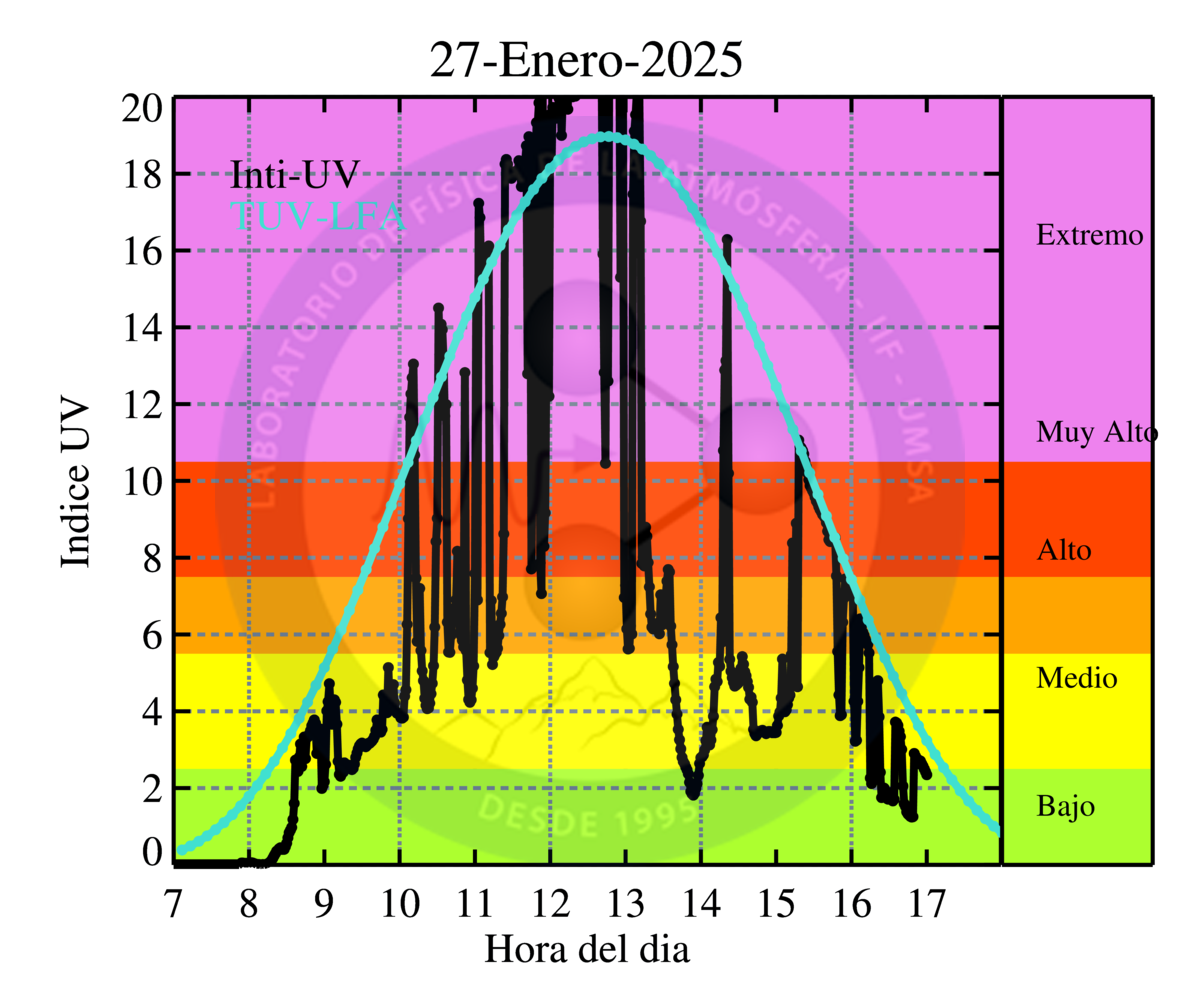 27-Enero-2025
Inti-UV
TUV-LFA
20
18
16
14
12
10
8
6
4
2
0
Indice UV
7 8 9 10 11 12 13 14 15 16 17
Hora del dia
Extremo
Muy Alto
Alto
Medio
Bajo
LABORATORIO DE FÍSICA DE LA ATMÓSFERA - IIF - UMSA
DESDE 1995